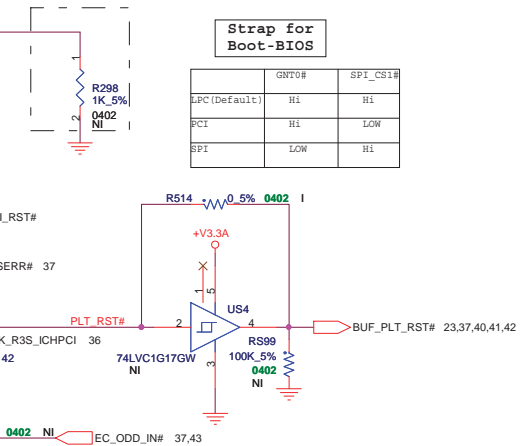 Strap for
Boot-BIOS
GNT0# SPI_CS1#
LPC(Default) Hi Hi
PCI Hi LOW
SPI LOW Hi
1
R298
1K_5%
2 0402
NI
R514 0_5% 0402 I
I_RST#
+V3.3A
SERR# 37
1 5
US4
PLT_RST# 2 4 BUF_PLT_RST# 23,37,40,41,42
K_R3S_ICHPCI 36
RS99
42 74LVC1G17GW 3 100K_5%
NI 0402
NI
0402 NI EC_ODD_IN# 37,43